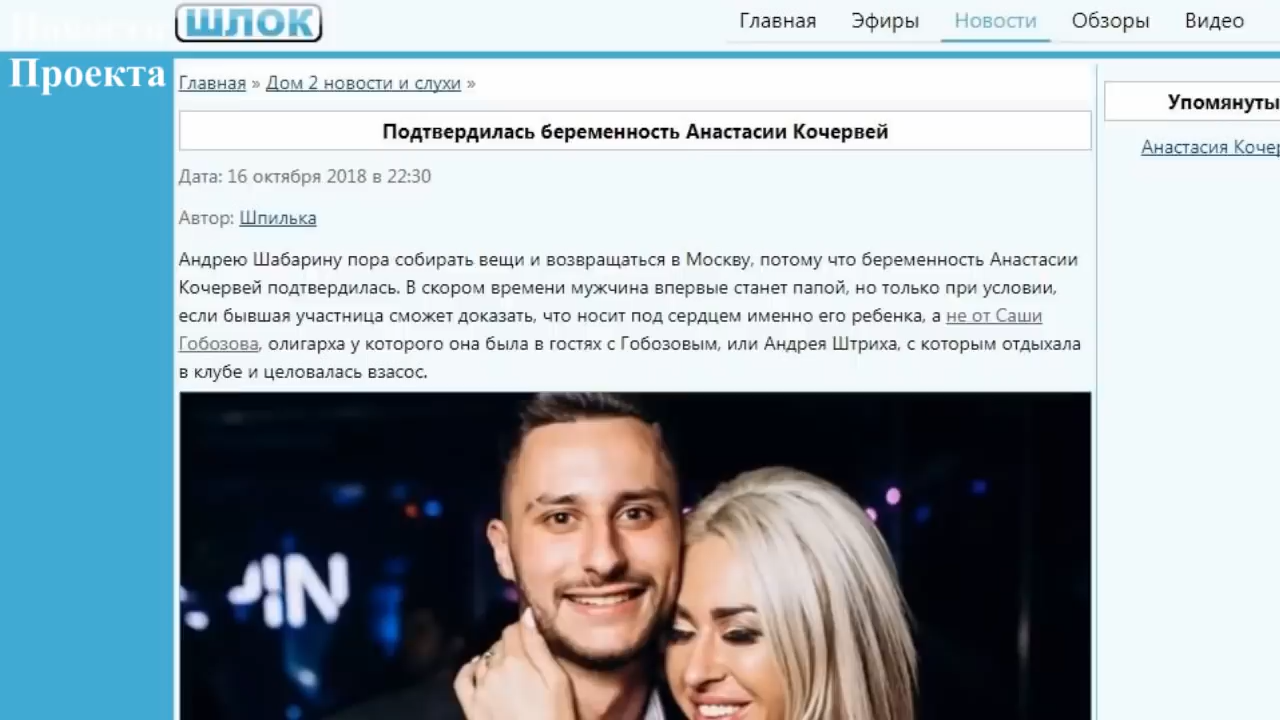 Новости
Проекта
ШЛОК
Главная Эфиры Новости Обзоры Видео
Главная » Дом 2 новости и слухи »
Подтвердилась беременность Анастасии Кочервей
Дата: 16 октября 2018 в 22:30
Автор: Шпилька
Андрею Шабарину пора собирать вещи и возвращаться в Москву, потому что беременность Анастасии
Кочервей подтвердилась. В скором времени мужчина впервые станет папой, но только при условии,
если бывшая участница сможет доказать, что носит под сердцем именно его ребенка, а не от Саши
Гобозова, олигарха у которого она была в гостях с Гобозовым, или Андрея Штриха, с которым отдыхала
в клубе и целовалась взасос.
Упомянуты
Анастасия Кочер